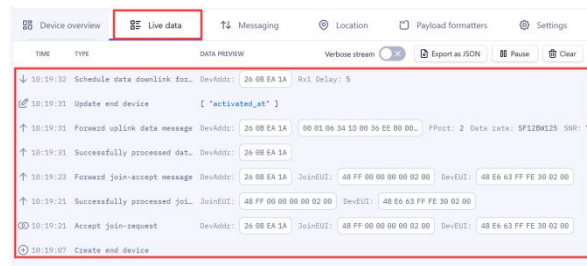 Device overview Live data Messaging Location Payload formatters Settings
TIME TYPE DATA PREVIEW Verbose stream Export as JSON Pause Clear
10:19:32 Schedule data downlink for… DevAddr: 26 0B EA 1A Rx1 Delay: 5
10:19:31 Update end device [ "activated_at" ]
10:19:31 Forward uplink data message DevAddr: 26 0B EA 1A 00 01 06 34 1D 00 36 EE 80 00… FPort: 2 Data rate: SF12BW125 SNR:
10:19:31 Successfully processed dat… DevAddr: 26 0B EA 1A
10:19:23 Forward join-accept message DevAddr: 26 0B EA 1A JoinEUI: 48 FF 00 00 00 00 02 00 DevEUI: 48 E6 63 FF FE 30 02 00
10:19:21 Successfully processed joi… JoinEUI: 48 FF 00 00 00 00 02 00 DevEUI: 48 E6 63 FF FE 30 02 00
10:19:21 Accept join-request DevAddr: 26 0B EA 1A JoinEUI: 48 FF 00 00 00 00 02 00 DevEUI: 48 E6 63 FF FE 30 02 00
10:19:07 Create end device